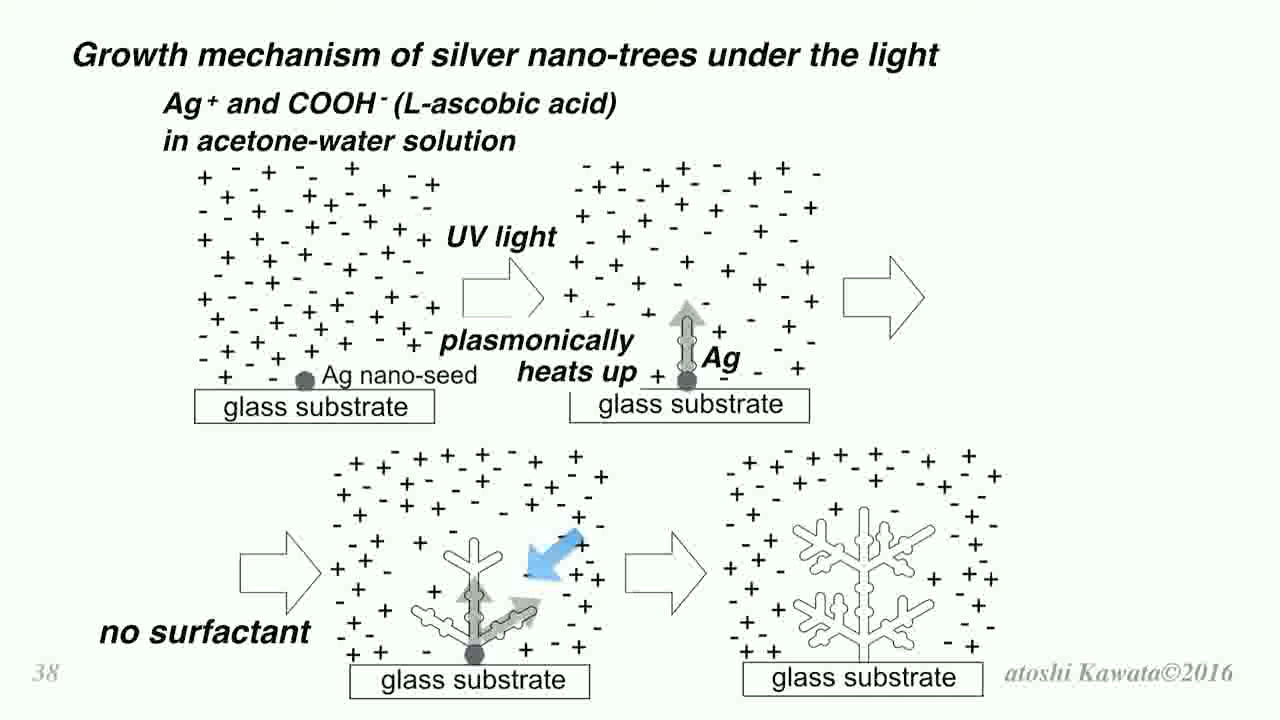 Growth mechanism of silver nano-trees under the light
Ag⁺ and COOH⁻ (L-ascobic acid)
in acetone-water solution
UV light
plasmonically
heats up
Ag nano-seed
Ag
glass substrate
glass substrate
no surfactant
glass substrate
glass substrate
38
atoshi Kawata©2016